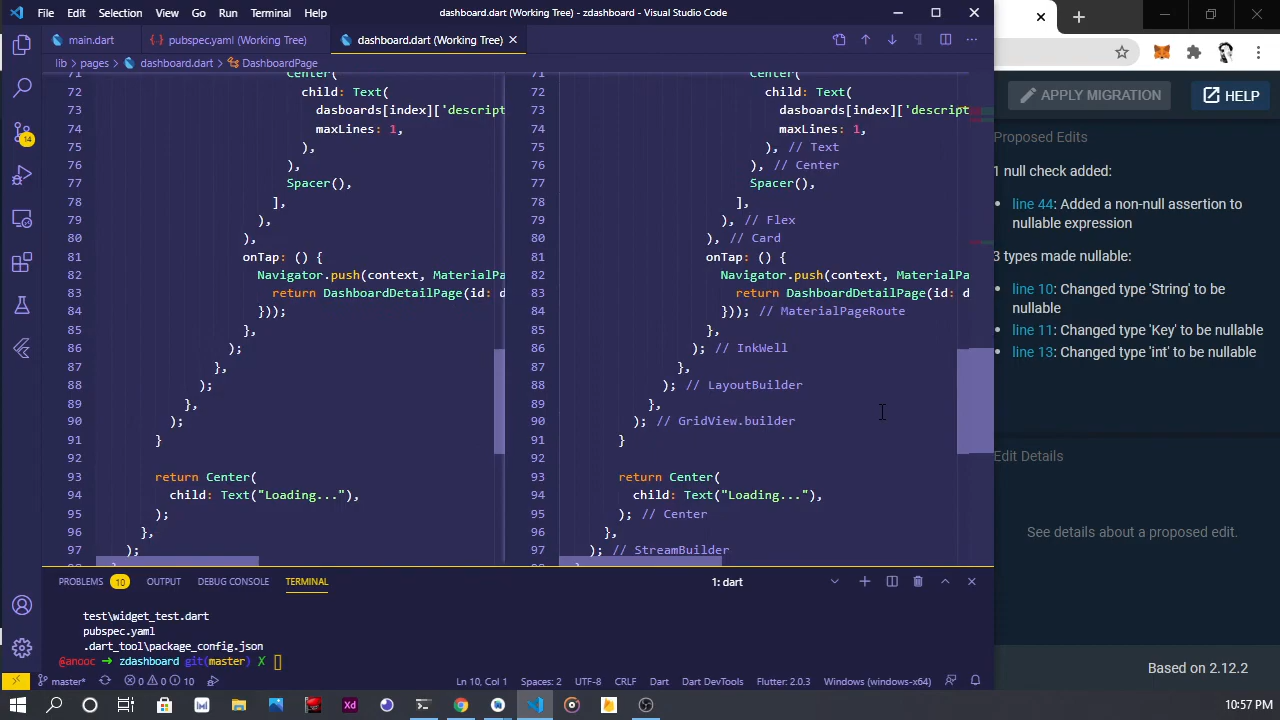 File Edit Selection View Go Run Terminal Help
dashboard.dart (Working Tree) - zdashboard - Visual Studio Code
main.dart
pubspec.yaml (Working Tree)
dashboard.dart (Working Tree)
lib > pages > dashboard.dart > DashboardPage
71 Center(
72 child: Text(
73 dasboards[index]['descript
74 maxLines: 1,
75 ),
76 ),
77 Spacer(),
78 ],
79 ),
80 ),
81 onTap: () {
82 Navigator.push(context, MaterialPa
83 return DashboardDetailPage(id: d
84 }));
85 },
86 );
87 },
88 );
89 },
90 );
91 }
92
93 return Center(
94 child: Text("Loading..."),
95 );
96 },
97 );
71 Center(
72 child: Text(
73 dasboards[index]['descript
74 maxLines: 1,
75 ), // Text
76 ), // Center
77 Spacer(),
78 ],
79 ), // Flex
80 ), // Card
81 onTap: () {
82 Navigator.push(context, MaterialPa
83 return DashboardDetailPage(id: d
84 })); // MaterialPageRoute
85 },
86 ); // InkWell
87 },
88 ); // LayoutBuilder
89 },
90 ); // GridView.builder
91 }
92
93 return Center(
94 child: Text("Loading..."),
95 ); // Center
96 },
97 ); // StreamBuilder
14
PROBLEMS 10 OUTPUT DEBUG CONSOLE TERMINAL
1: dart
test\widget_test.dart
pubspec.yaml
.dart_tool\package_config.json
@anooc → zdashboard git(master) X
master* 0 0 10
Ln 10, Col 1 Spaces: 2 UTF-8 CRLF Dart Dart DevTools Flutter: 2.0.3 Windows (windows-x64)
APPLY MIGRATION
HELP
Proposed Edits
1 null check added:
line 44: Added a non-null assertion to
nullable expression
3 types made nullable:
line 10: Changed type 'String' to be
nullable
line 11: Changed type 'Key' to be nullable
line 13: Changed type 'int' to be nullable
Edit Details
See details about a proposed edit.
Based on 2.12.2
Xd
10:57 PM